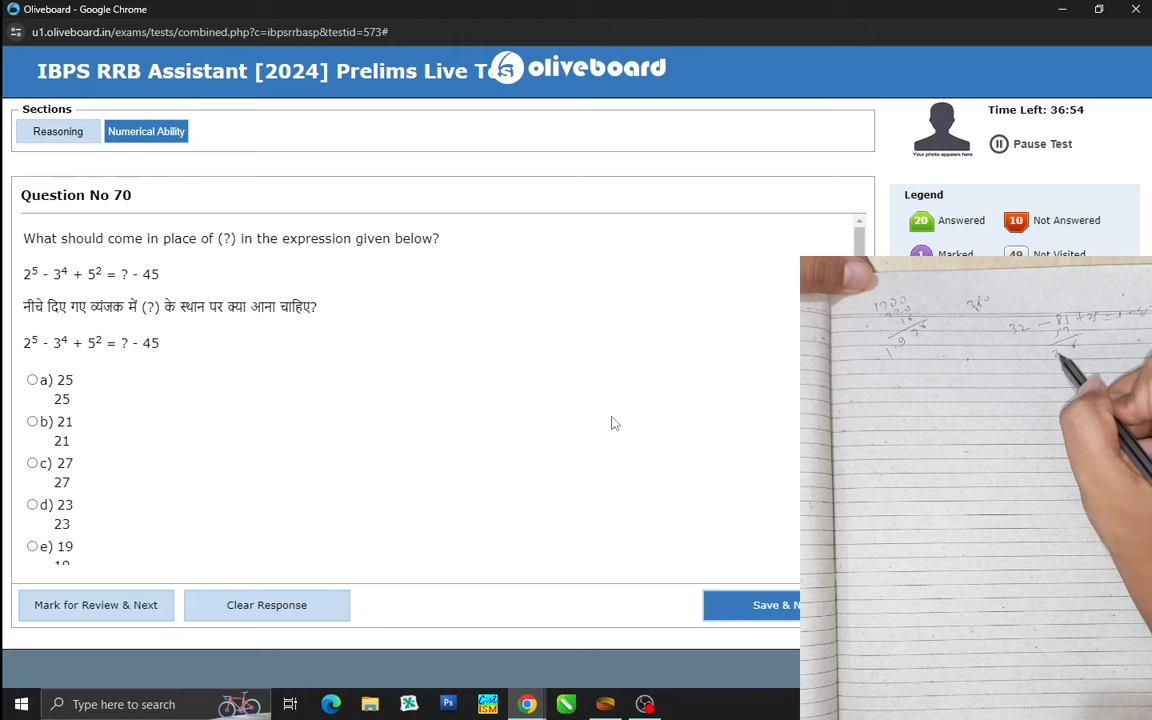 Oliveboard - Google Chrome
u1.oliveboard.in/exams/tests/combined.php?c=ibpsrrbasp&testid=573#
IBPS RRB Assistant [2024] Prelims Live
oliveboard
Sections
Reasoning
Numerical Ability
Time Left: 36:54
Your photo appears here
Pause Test
Question No 70
Legend
20 Answered
10 Not Answered
What should come in place of (?) in the expression given below?
2⁵ - 3⁴ + 5² = ? - 45
नीचे दिए गए व्यंजक में (?) के स्थान पर क्या आना चाहिए?
2⁵ - 3⁴ + 5² = ? - 45
a) 25
25
b) 21
21
c) 27
27
d) 23
23
e) 19
32 - 81 + 25 =
Mark for Review & Next
Clear Response
Save & N
Type here to search